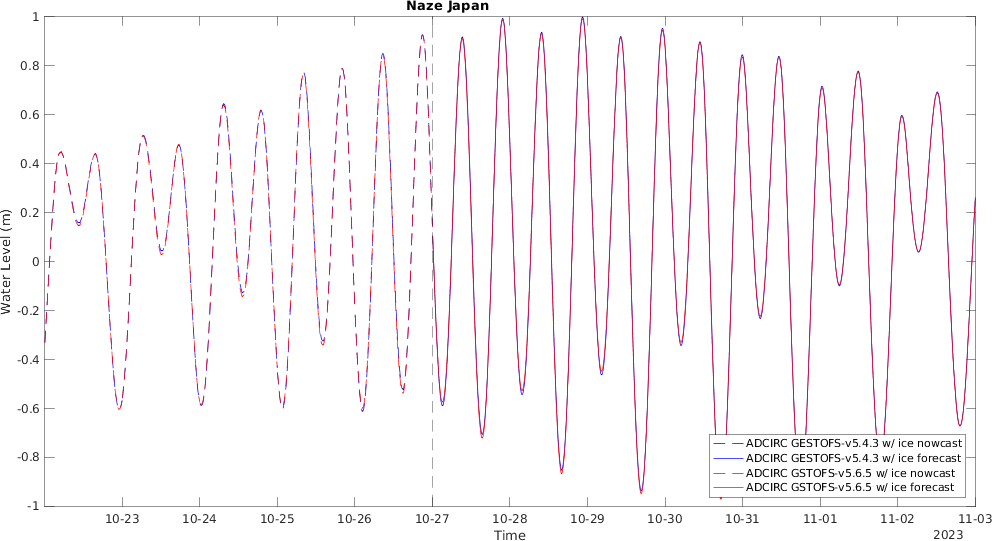 Naze Japan
Water Level (m)
1
0.8
0.6
0.4
0.2
0
-0.2
-0.4
-0.6
-0.8
-1
ADCIRC GESTOFS-v5.4.3 w/ ice nowcast
ADCIRC GESTOFS-v5.4.3 w/ ice forecast
ADCIRC GSTOFS-v5.6.5 w/ ice nowcast
ADCIRC GSTOFS-v5.6.5 w/ ice forecast
10-23 10-24 10-25 10-26 10-27 10-28 10-29 10-30 10-31 11-01 11-02 11-03
Time
2023